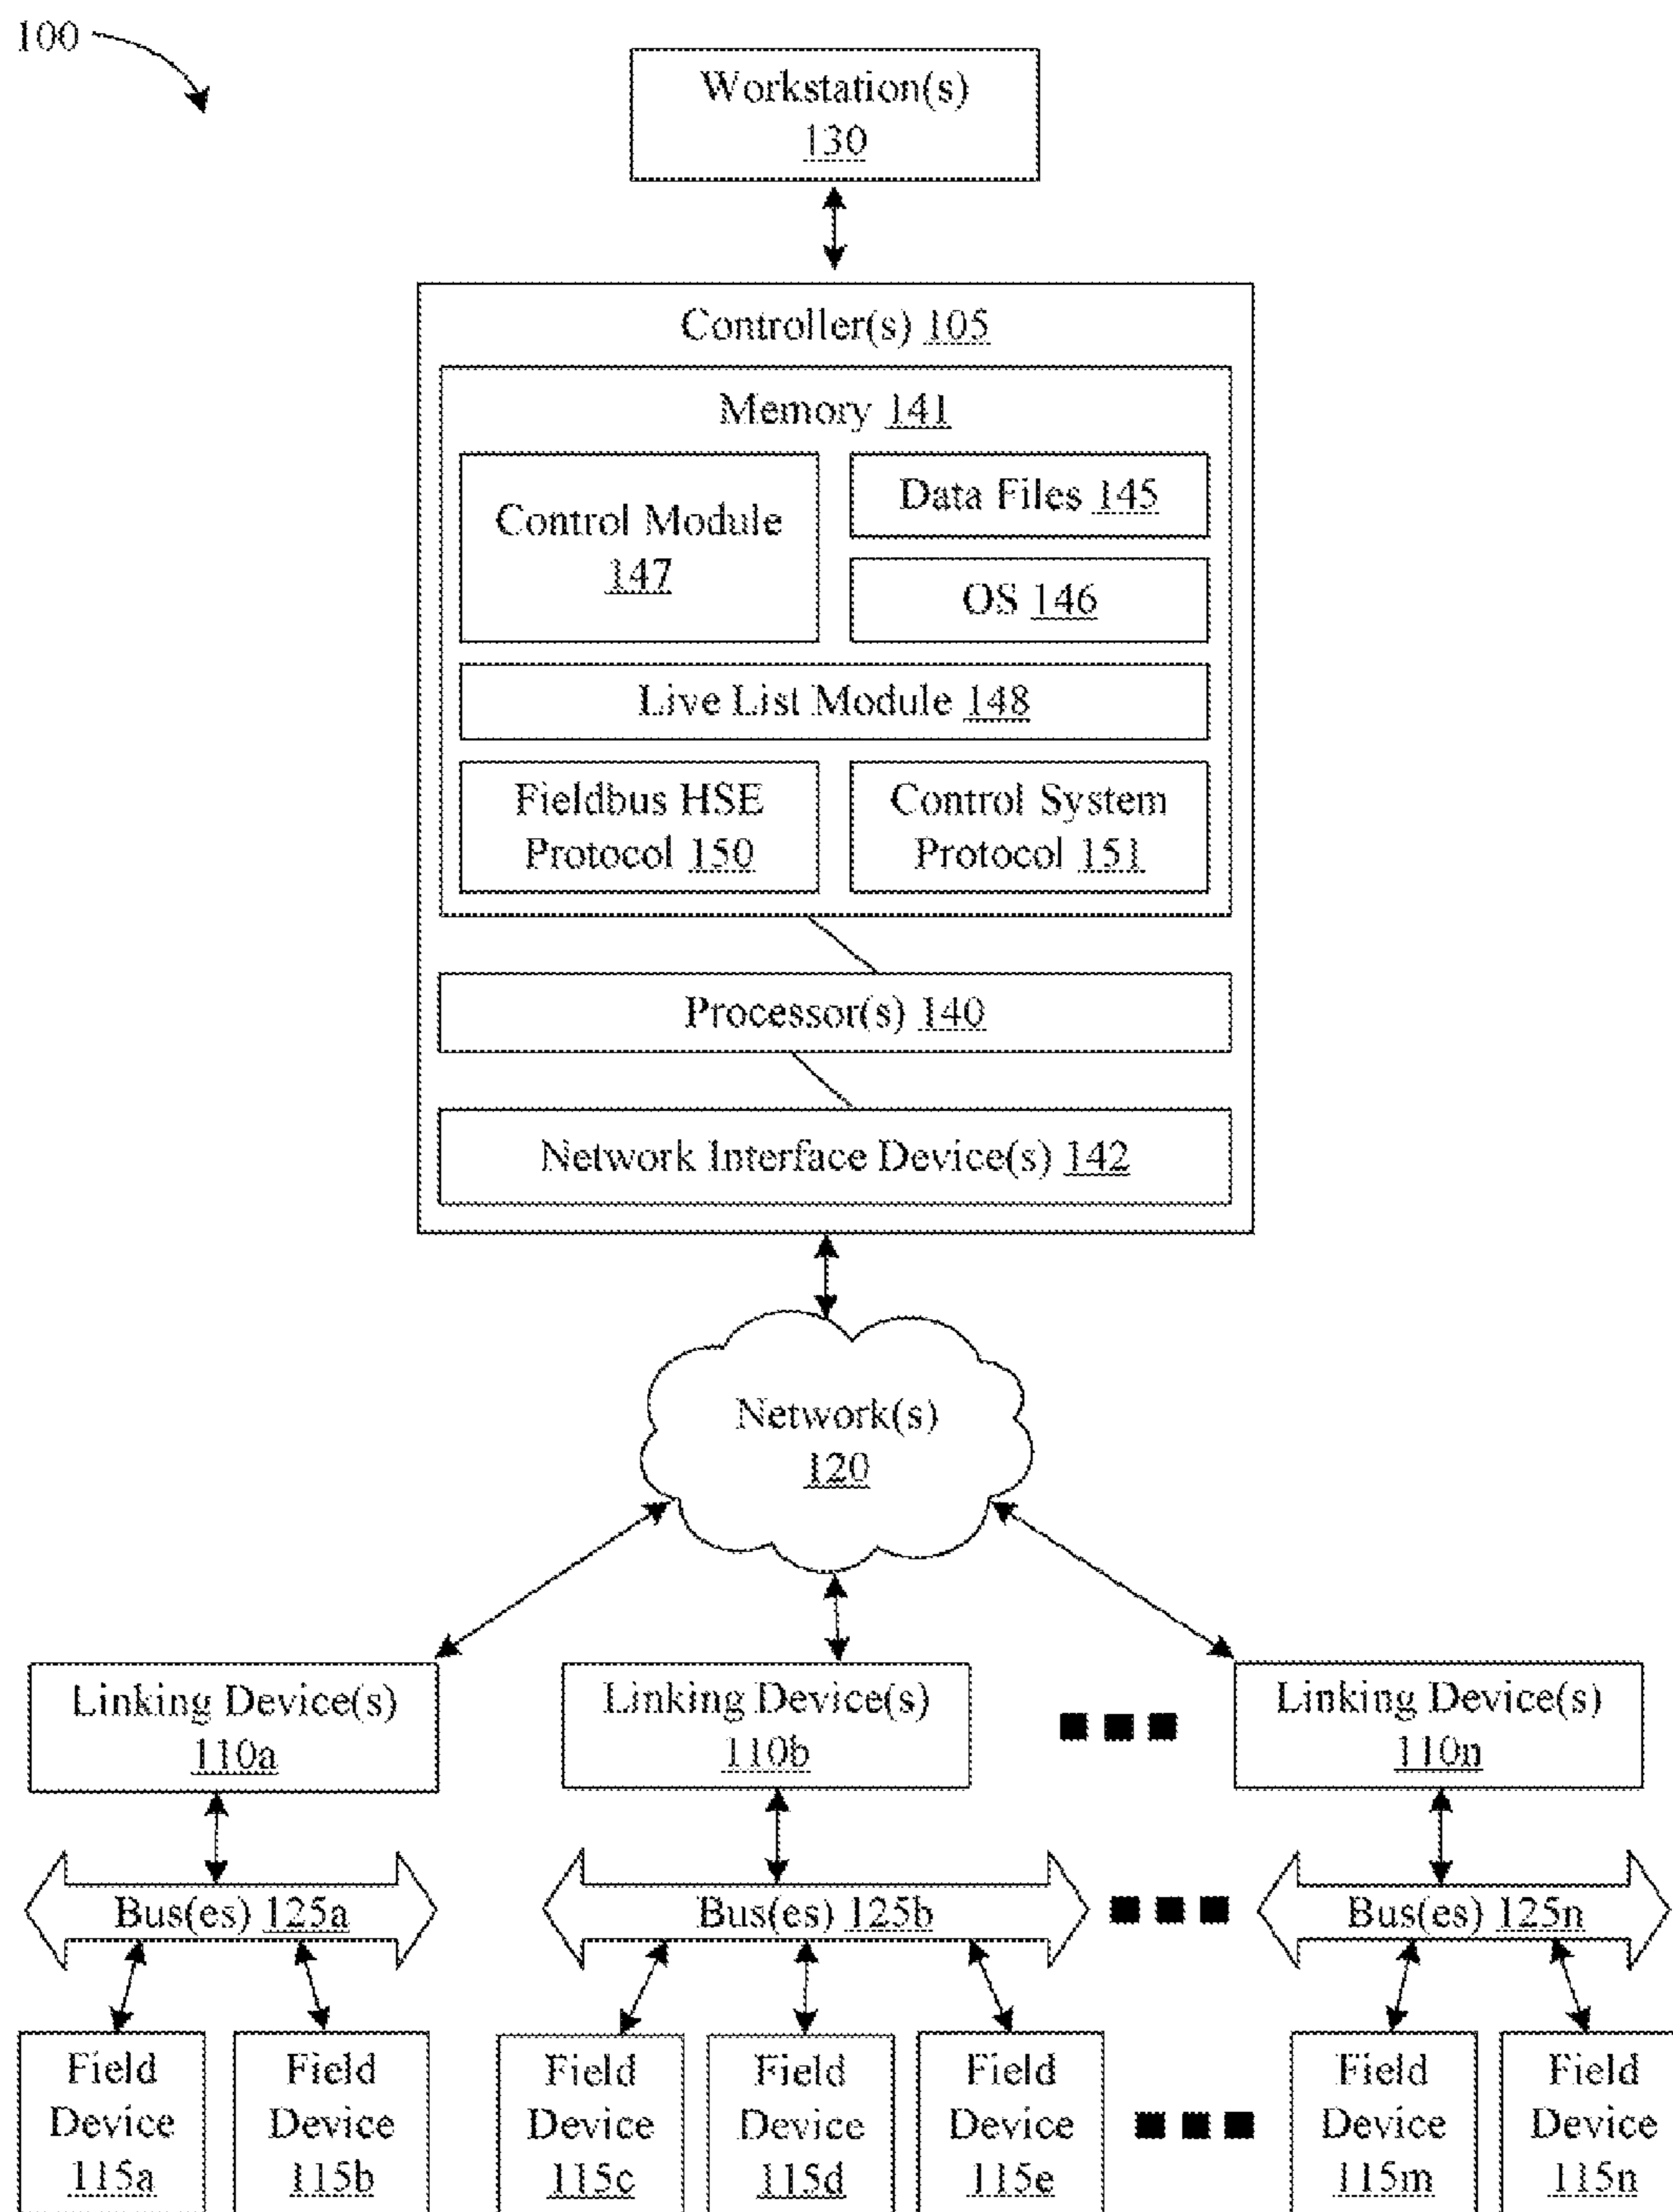 100
Workstation(s)
130
Controller(s) 105
Memory 141
Control Module
147
Data Files 145
OS 146
Live List Module 148
Fieldbus HSE
Protocol 150
Control System
Protocol 151
Processor(s) 140
Network Interface Device(s) 142
Network(s)
120
Linking Device(s)
110a
Linking Device(s)
110b
Linking Device(s)
110n
Bus(es) 125a
Bus(es) 125b
Bus(es) 125n
Field
Device
115a
Field
Device
115b
Field
Device
115c
Field
Device
115d
Field
Device
115e
Field
Device
115m
Field
Device
115n